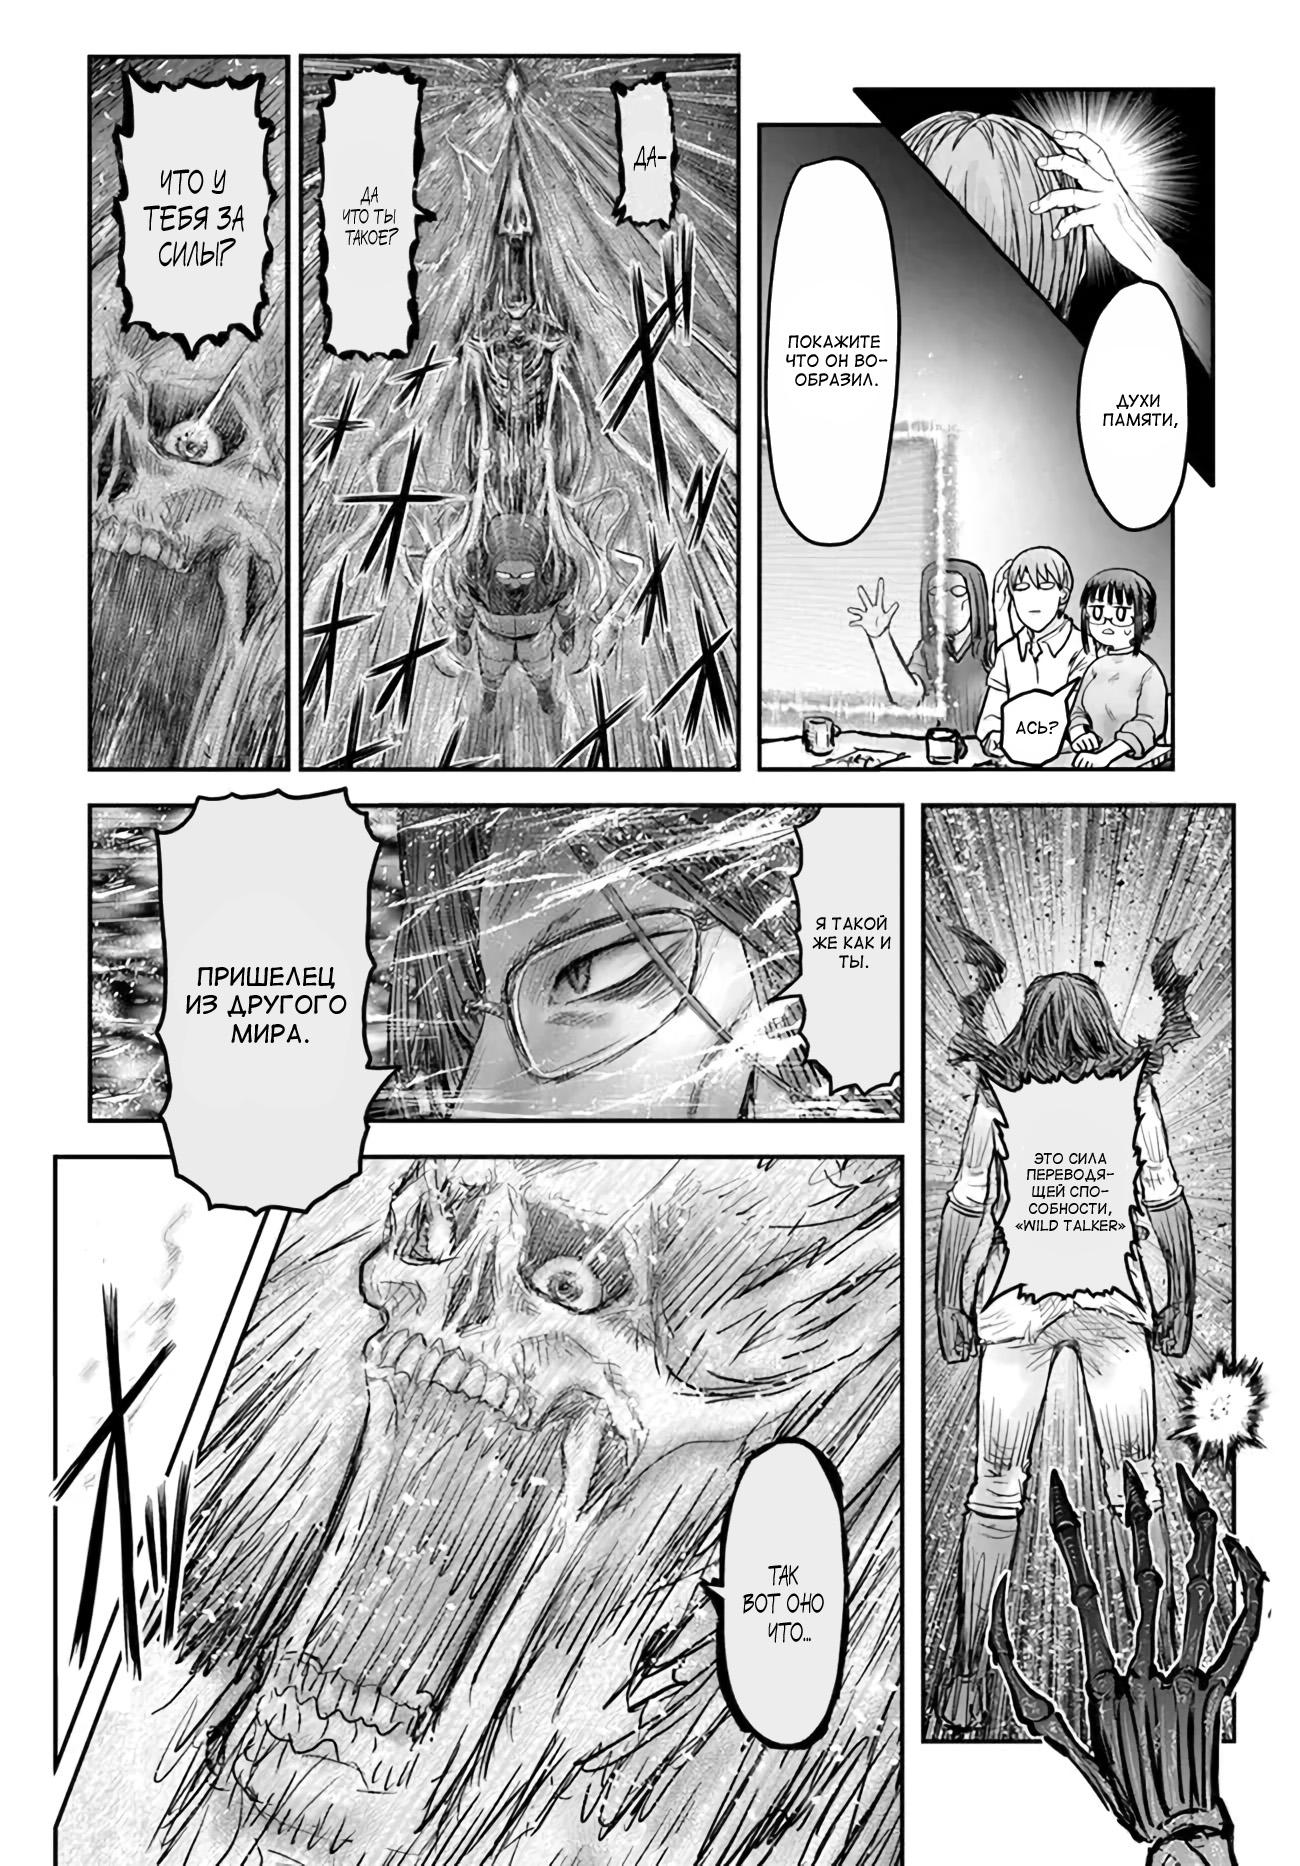 ДУХИ
ПАМЯТИ,
ПОКАЖИТЕ
ЧТО ОН ВО-
ОБРАЗИЛ.
АСЬ?
ДА-
ДА
ЧТО ТЫ
ТАКОЕ?
ЧТО У
ТЕБЯ ЗА
СИЛЫ?
ЭТО СИЛА
ПЕРЕВОДЯ-
ЩЕЙ СПО-
СОБНОСТИ,
«WILD TALKER»
Я ТАКОЙ
ЖЕ КАК И
ТЫ.
ПРИШЕЛЕЦ
ИЗ ДРУГОГО
МИРА.
ТАК
ВОТ ОНО
ЧТО...